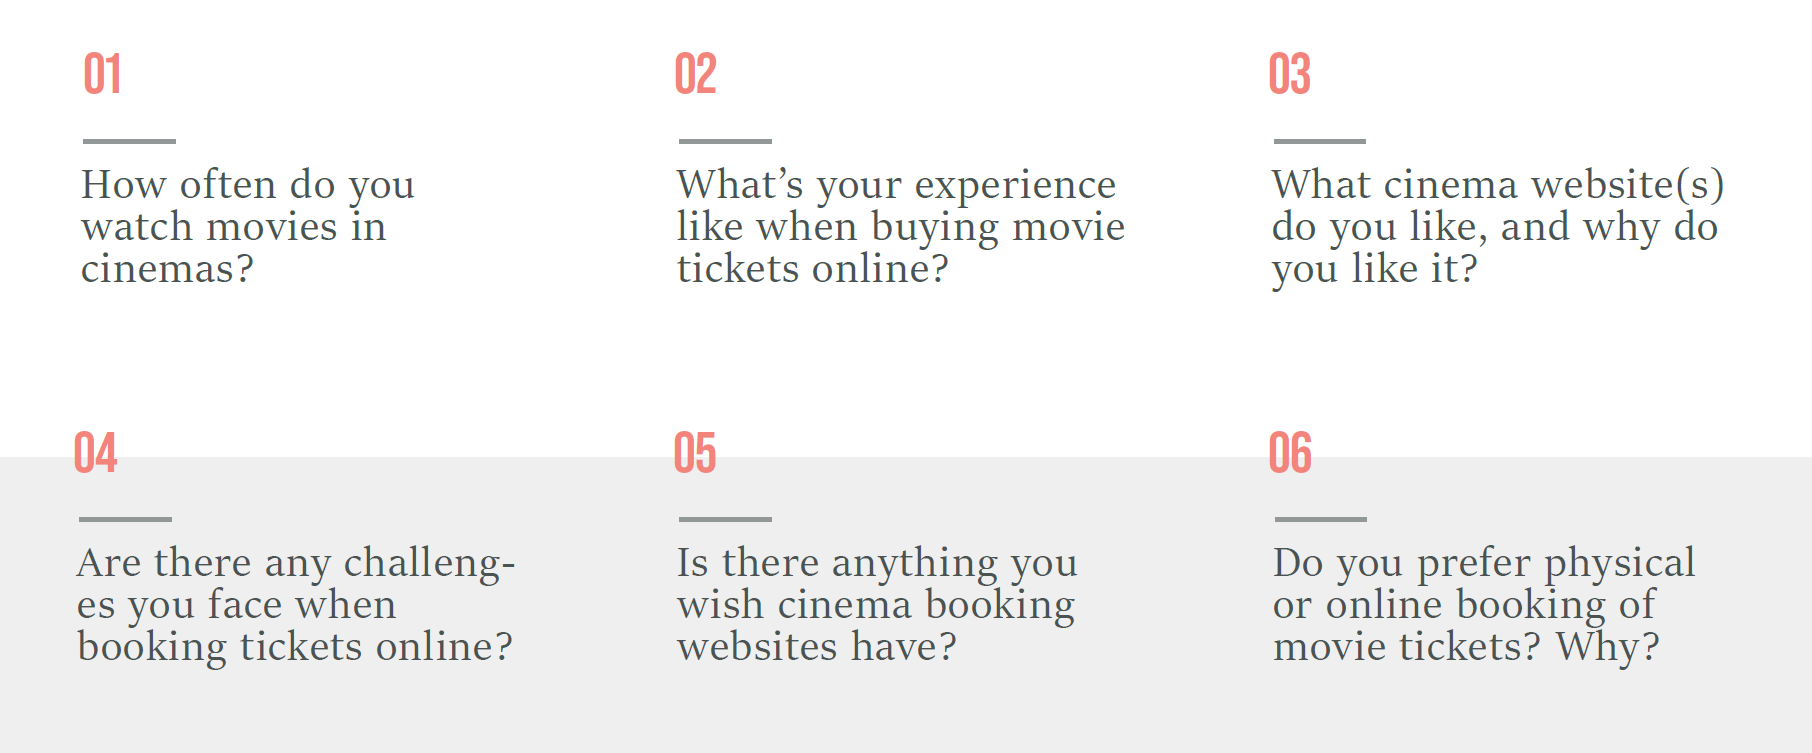 01
How often do you
watch movies in
cinemas?
02
What’s your experience
like when buying movie
tickets online?
03
What cinema website(s)
do you like, and why do
you like it?
04
Are there any challeng-
es you face when
booking tickets online?
05
Is there anything you
wish cinema booking
websites have?
06
Do you prefer physical
or online booking of
movie tickets? Why?